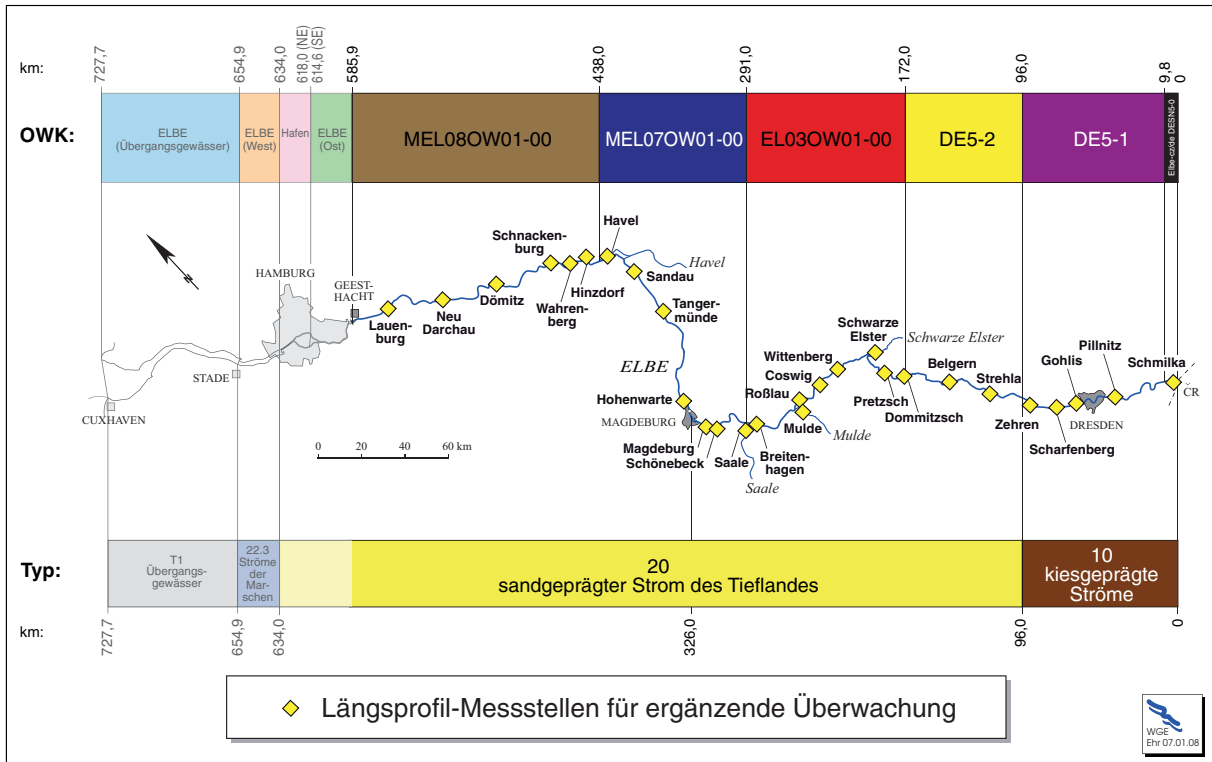 km:
727,7
654,9
634,0
618,0 (NE)
614,6 (SE)
585,9
438,0
291,0
172,0
96,0
9,8
0
OWK:
ELBE
(Übergangsgewässer)
ELBE
(West)
Hafen
ELBE
(Ost)
MEL08OW01-00
MEL07OW01-00
EL03OW01-00
DE5-2
DE5-1
Elbe-cz/de DESN5-0
N
HAMBURG
GEEST-
HACHT
STADE
CUXHAVEN
Lauen-
burg
Neu
Darchau
Dömitz
Schnacken-
burg
Wahren-
berg
Hinzdorf
Havel
Havel
Sandau
Tanger-
münde
ELBE
Hohenwarte
MAGDEBURG
Magdeburg
Schönebeck
Saale
Saale
Breiten-
hagen
Mulde
Mulde
Roßlau
Coswig
Wittenberg
Schwarze
Elster
Schwarze Elster
Pretzsch
Dommitzsch
Belgern
Strehla
Zehren
Scharfenberg
Gohlis
DRESDEN
Pillnitz
Schmilka
ČR
0 20 40 60 km
Typ:
T1
Übergangs-
gewässer
22.3
Ströme
der
Mar-
schen
20
sandgeprägter Strom des Tieflandes
10
kiesgeprägte
Ströme
km:
727,7
654,9
634,0
326,0
96,0
0
Längsprofil-Messstellen für ergänzende Überwachung
WGE
Ehr 07.01.08